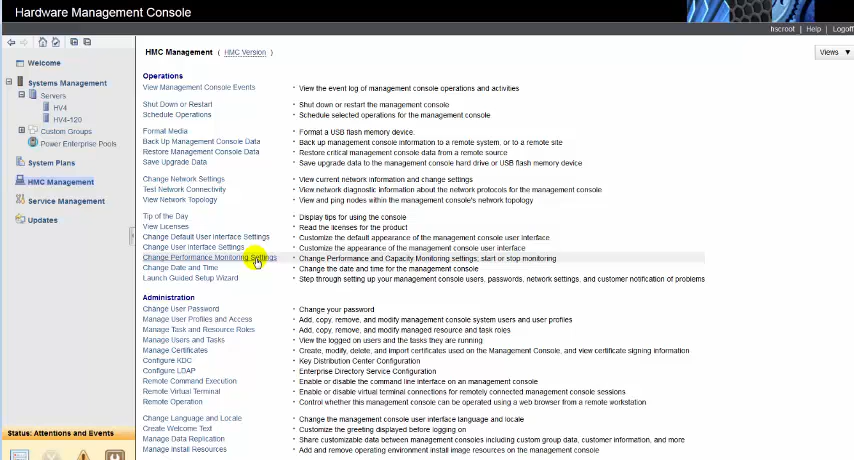 Hardware Management Console
hscroot | Help | Logoff
Welcome
Systems Management
Servers
HV4
HV4-120
Custom Groups
Power Enterprise Pools
System Plans
HMC Management
Service Management
Updates
Status: Attentions and Events
HMC Management ( HMC Version )
Views
Operations
View Management Console Events • View the event log of management console operations and activities
Shut Down or Restart • Shut down or restart the management console
Schedule Operations • Schedule selected operations for the management console
Format Media • Format a USB flash memory device.
Back Up Management Console Data • Back up management console information to a remote system, or to a remote site
Restore Management Console Data • Restore critical management console data from a remote source
Save Upgrade Data • Save upgrade data to the management console hard drive or USB flash memory device
Change Network Settings • View current network information and change settings
Test Network Connectivity • View network diagnostic information about the network protocols for the management console
View Network Topology • View and ping nodes within the management console's network topology
Tip of the Day • Display tips for using the console
View Licenses • Read the licenses for the product
Change Default User Interface Settings • Customize the default appearance of the management console user interface
Change User Interface Settings • Customize the appearance of the management console user interface
Change Performance Monitoring Settings • Change Performance and Capacity Monitoring settings; start or stop monitoring
Change Date and Time • Change the date and time for the management console
Launch Guided Setup Wizard • Step through setting up your management console users, passwords, network settings, and customer notification of problems
Administration
Change User Password • Change your password
Manage User Profiles and Access • Add, copy, remove, and modify management console system users and user profiles
Manage Task and Resource Roles • Add, copy, remove, and modify managed resource and task roles
Manage Users and Tasks • View the logged on users and the tasks they are running
Manage Certificates • Create, modify, delete, and import certificates used on the Management Console, and view certificate signing information
Configure KDC • Key Distribution Center Configuration
Configure LDAP • Enterprise Directory Service Configuration
Remote Command Execution • Enable or disable the command line interface on an management console
Remote Virtual Terminal • Enable or disable virtual terminal connections for remotely connected management console sessions
Remote Operation • Control whether this management console can be operated using a web browser from a remote workstation
Change Language and Locale • Change the management console user interface language and locale
Create Welcome Text • Customize the greeting displayed before logging on
Manage Data Replication • Share customizable data between management consoles including custom group data, customer information, and more
Manage Install Resources • Add and remove operating environment install image resources on the management console